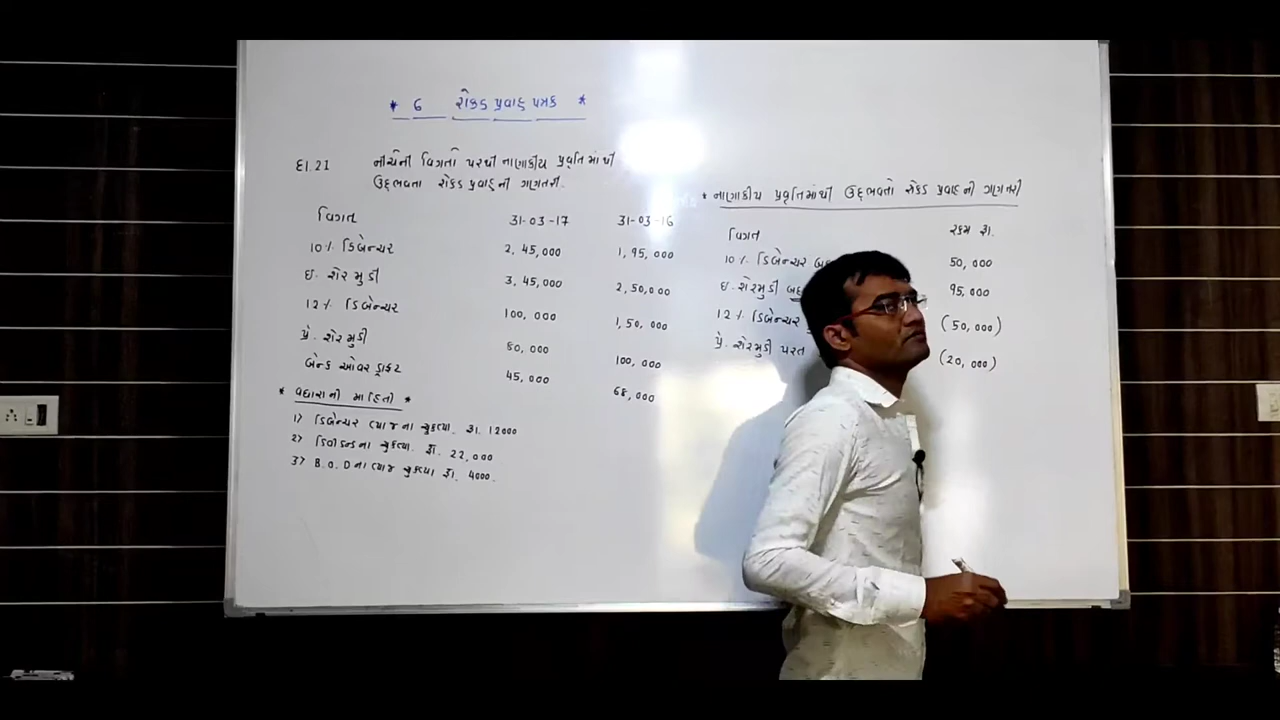 * 6 રોકડ પ્રવાહ પત્રક *
દા.21 નીચેની વિગતો પરથી નાણાકીય પ્રવૃતિમાંથી
ઉદ્દભવતા રોકડ પ્રવાહની ગણતરી.
વિગત 31-03-17 31-03-16
10% ડિબેન્ચર 2,45,000 1,95,000
ઇ. શેરમુડી 3,45,000 2,50,000
12% ડિબેન્ચર 100,000 1,50,000
પ્રે. શેરમુડી 80,000 100,000
બેન્ક ઓવરડ્રાફ્ટ 45,000 68,000
* વધારાની માહિતી *
1) ડિબેન્ચર વ્યાજના ચુકવ્યા. રૂા. 12000
2) ડિવીડન્ડના ચુકવ્યા. રૂા. 22,000
3) B.O.D ના વ્યાજ ચુકવ્યા રૂા. 4000.
* નાણાકીય પ્રવૃતિમાંથી ઉદ્દભવતો રોકડ પ્રવાહની ગણતરી
વિગત રકમ રૂા.
10% ડિબેન્ચર 50,000
ઇ. શેરમુડી 95,000
12% ડિબેન્ચર (50,000)
પ્રે. શેરમુડી પરત (20,000)